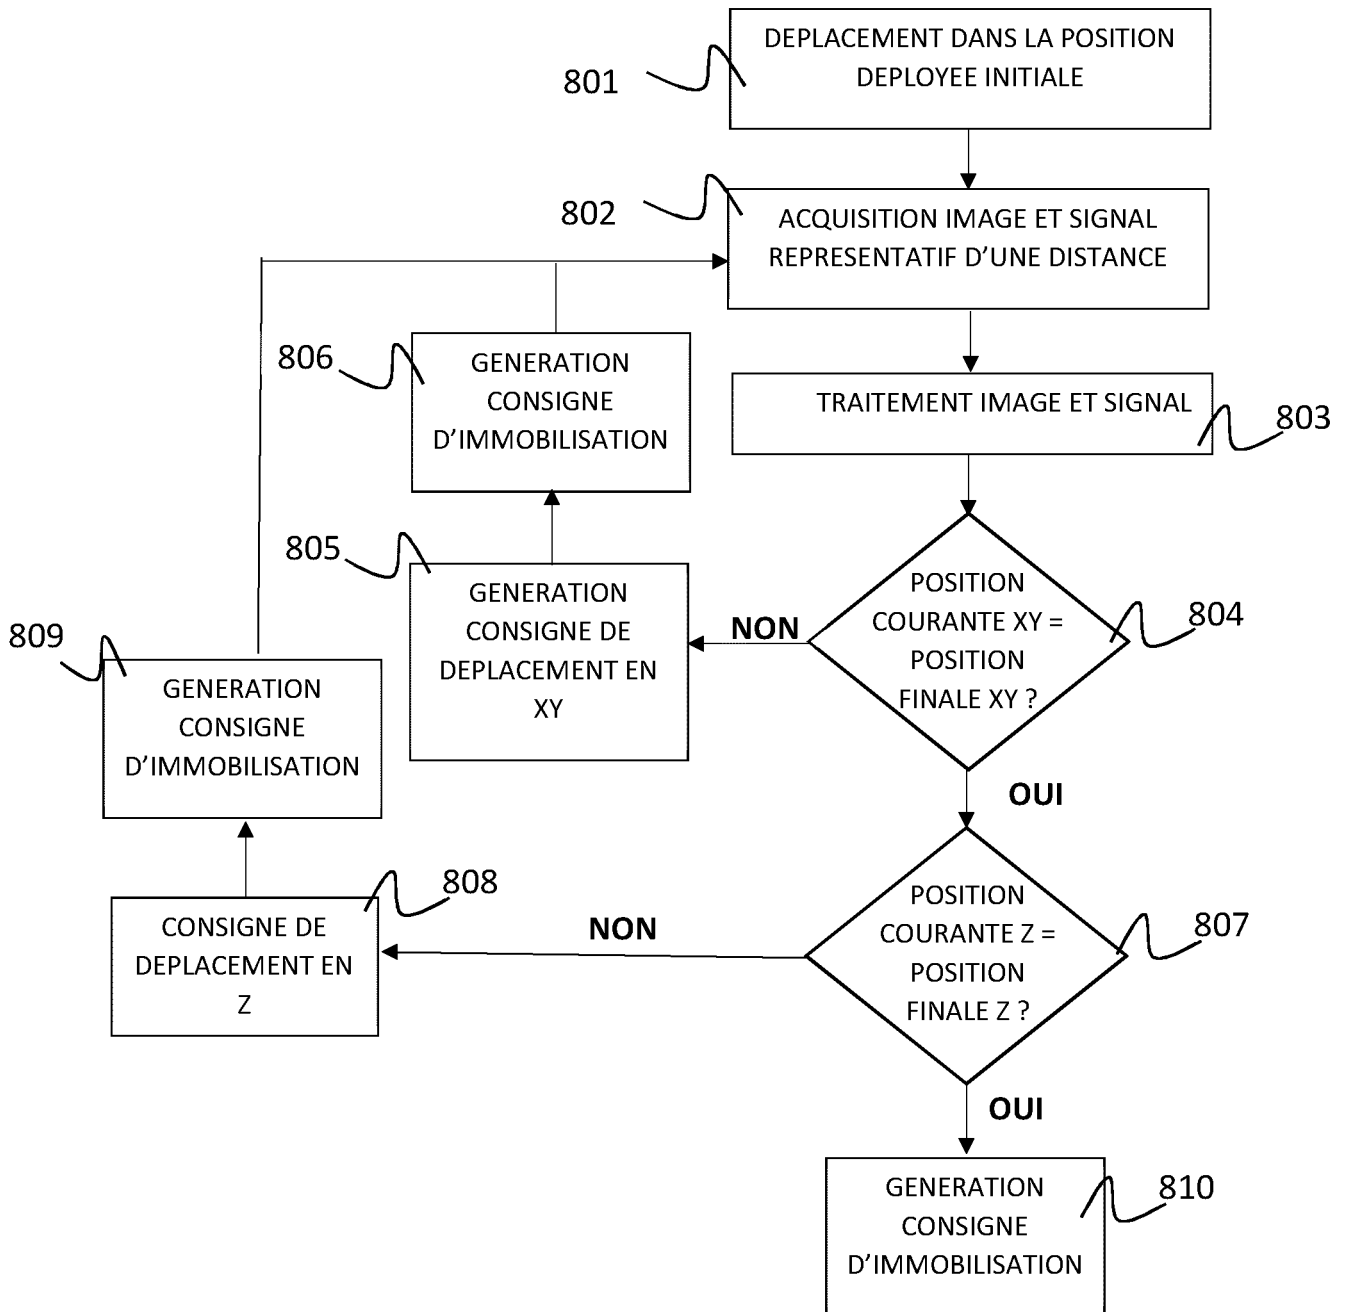 DEPLACEMENT DANS LA POSITION
DEPLOYEE INITIALE
801
ACQUISITION IMAGE ET SIGNAL
REPRESENTATIF D'UNE DISTANCE
802
TRAITEMENT IMAGE ET SIGNAL
803
POSITION
COURANTE XY =
POSITION
FINALE XY ?
804
NON
GENERATION
CONSIGNE DE
DEPLACEMENT EN
XY
805
GENERATION
CONSIGNE
D'IMMOBILISATION
806
OUI
POSITION
COURANTE Z =
POSITION
FINALE Z ?
807
NON
CONSIGNE DE
DEPLACEMENT EN
Z
808
GENERATION
CONSIGNE
D'IMMOBILISATION
809
OUI
GENERATION
CONSIGNE
D'IMMOBILISATION
810